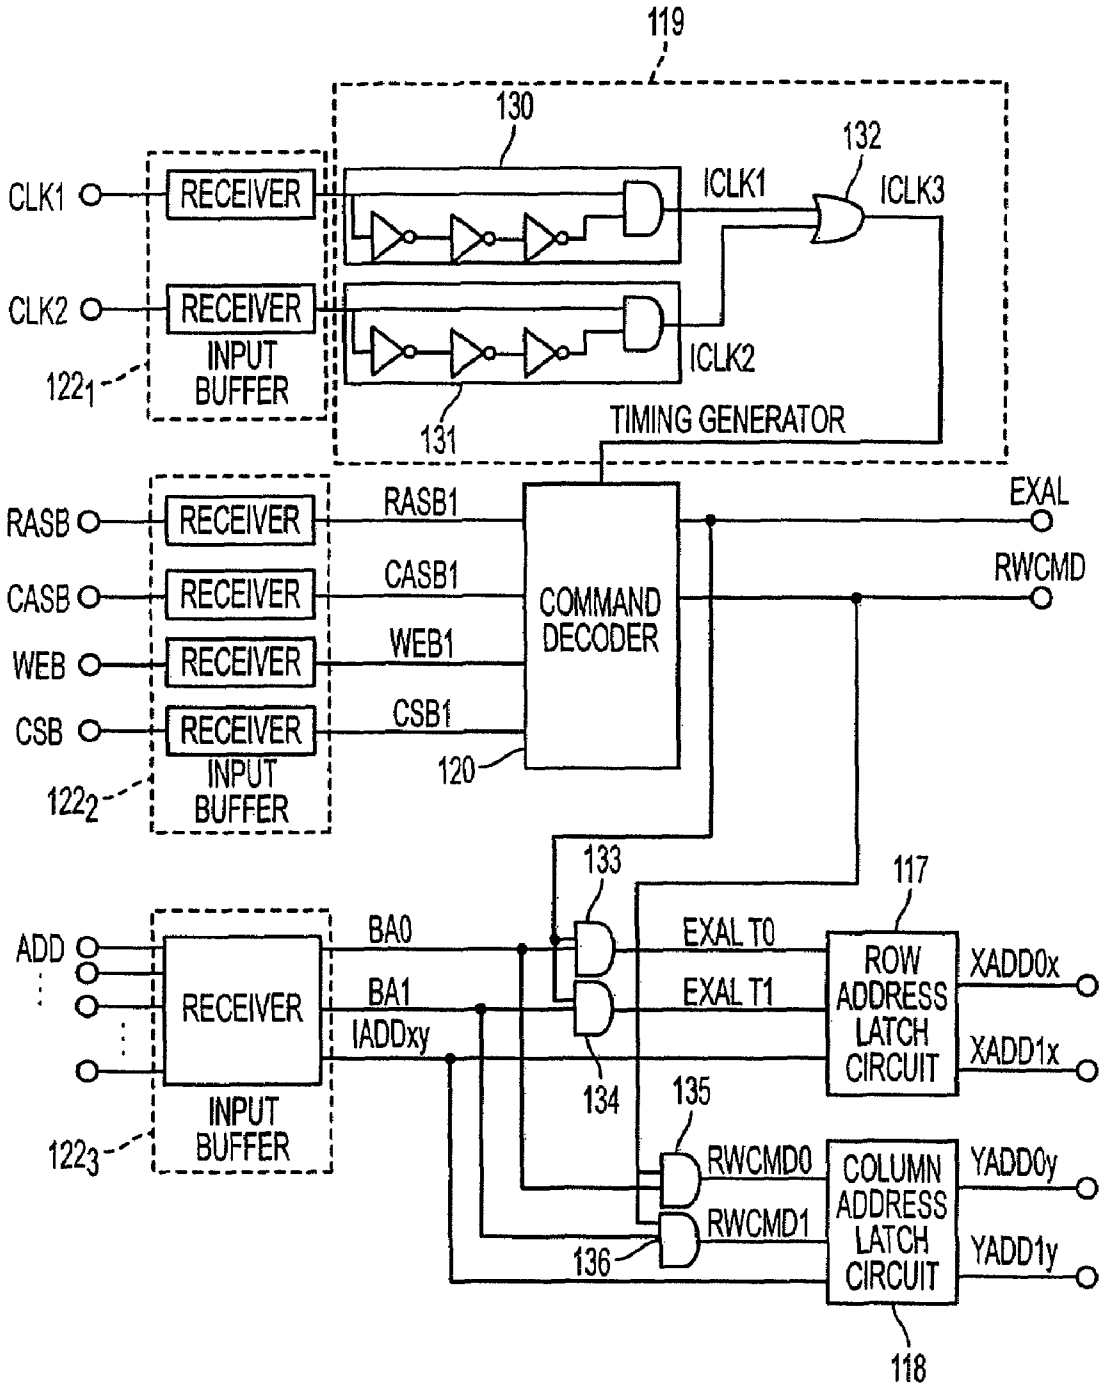 119
130
132
CLK1
RECEIVER
ICLK1
ICLK3
CLK2
RECEIVER
INPUT
BUFFER
122₁
ICLK2
131
TIMING GENERATOR
RASB
RECEIVER
RASB1
EXAL
CASB
RECEIVER
CASB1
COMMAND
DECODER
RWCMD
WEB
RECEIVER
WEB1
CSB
RECEIVER
CSB1
INPUT
BUFFER
122₂
120
133
117
ADD
RECEIVER
BA0
EXAL T0
ROW
ADDRESS
LATCH
CIRCUIT
XADD0x
BA1
EXAL T1
IADDxy
XADD1x
134
INPUT
BUFFER
122₃
135
RWCMD0
COLUMN
ADDRESS
LATCH
CIRCUIT
YADD0y
RWCMD1
136
YADD1y
118